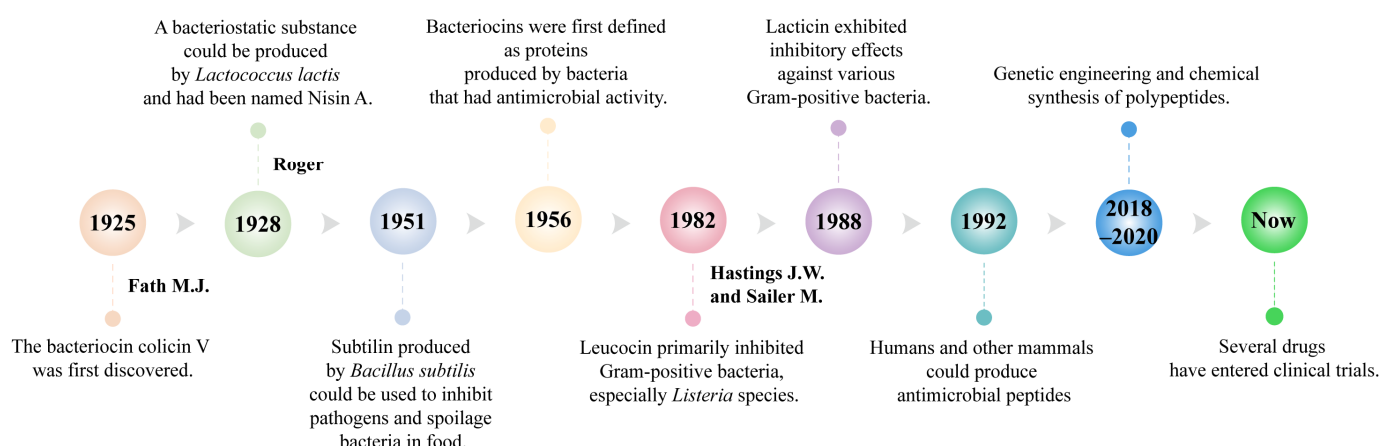 A bacteriostatic substance
could be produced
by Lactococcus lactis
and had been named Nisin A.
Bacteriocins were first defined
as proteins
produced by bacteria
that had antimicrobial activity.
Lacticin exhibited
inhibitory effects
against various
Gram-positive bacteria.
Genetic engineering and chemical
synthesis of polypeptides.
Roger
1925
1928
1951
1956
1982
1988
1992
2018
–2020
Now
Fath M.J.
Hastings J.W.
and Sailer M.
The bacteriocin colicin V
was first discovered.
Subtilin produced
by Bacillus subtilis
could be used to inhibit
pathogens and spoilage
bacteria in food.
Leucocin primarily inhibited
Gram-positive bacteria,
especially Listeria species.
Humans and other mammals
could produce
antimicrobial peptides
Several drugs
have entered clinical trials.